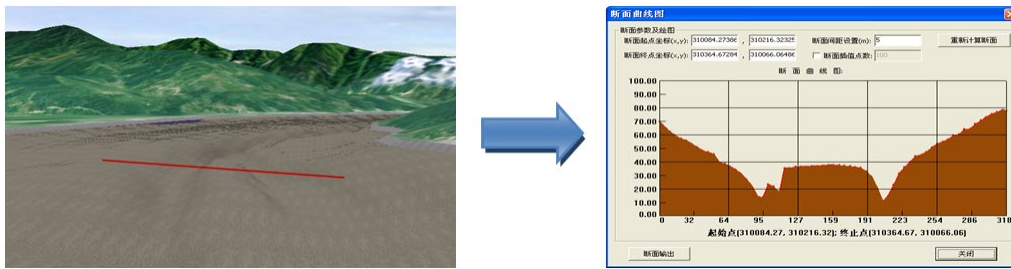 断面曲线图
断面参数及绘图
断面起点坐标(x,y): 310084.27386 , 310216.32325 断面间距设置(m): 5 重新计算断面
断面终点坐标(x,y): 310364.67284 , 310066.06486 断面插值点数: 100
断 面 曲 线 图:
100.00
90.00
80.00
70.00
60.00
50.00
40.00
30.00
20.00
10.00
0.00
0 32 64 95 127 159 191 223 254 286 318
起始点(310084.27, 310216.32); 终止点(310364.67, 310066.06)
断面输出 关闭